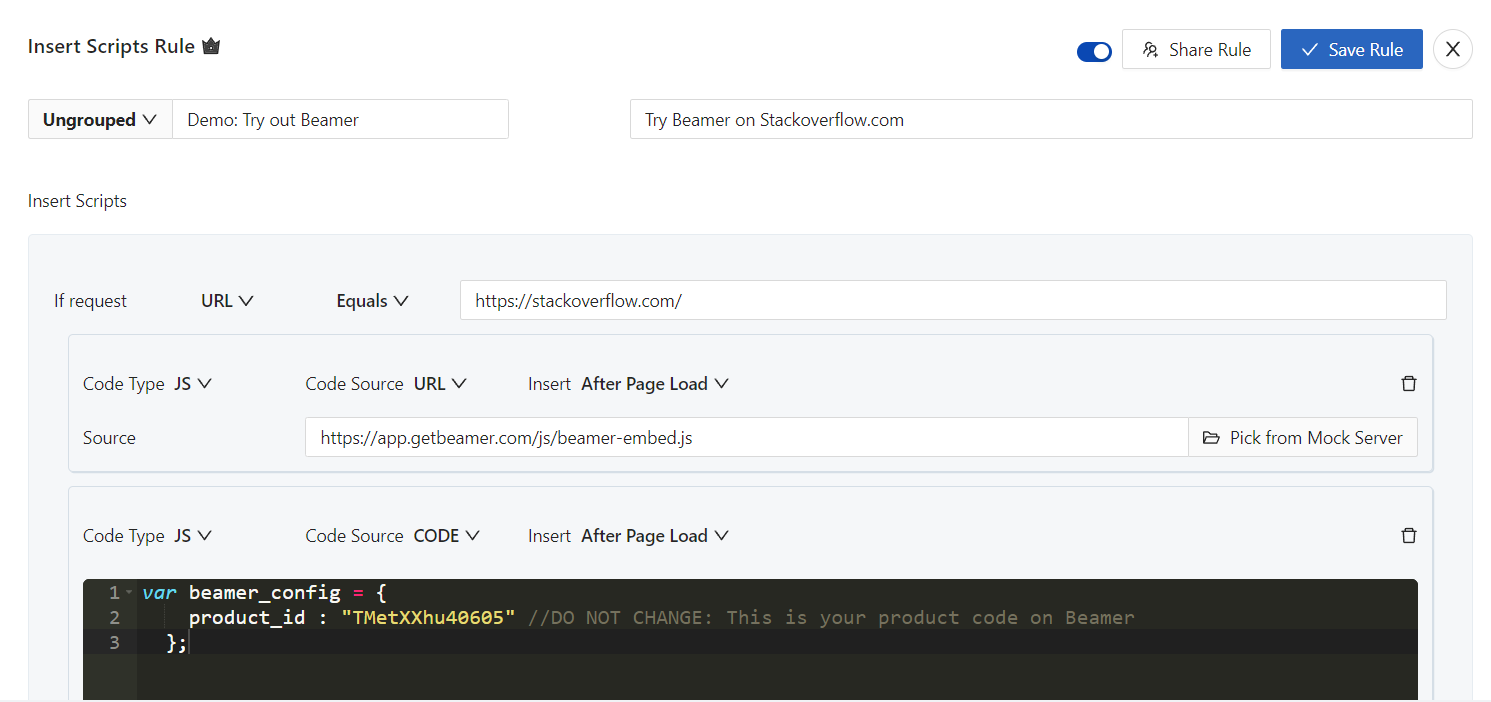 Insert Scripts Rule
Share Rule
Save Rule
Ungrouped
Demo: Try out Beamer
Try Beamer on Stackoverflow.com
Insert Scripts
If request URL Equals https://stackoverflow.com/
Code Type JS Code Source URL Insert After Page Load
Source https://app.getbeamer.com/js/beamer-embed.js Pick from Mock Server
Code Type JS Code Source CODE Insert After Page Load
1 var beamer_config = {
2 product_id : "TMetXXhu40605" //DO NOT CHANGE: This is your product code on Beamer
3 };